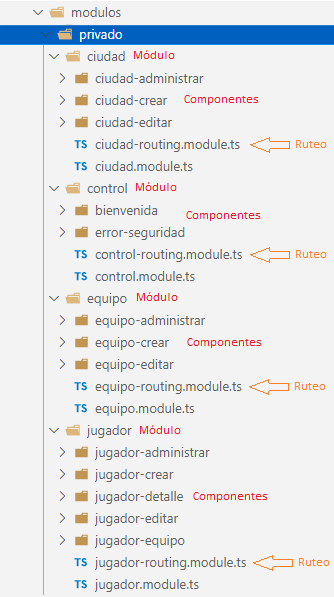 modulos
privado
ciudad Módulo
ciudad-administrar
ciudad-crear Componentes
ciudad-editar
TS ciudad-routing.module.ts Ruteo
TS ciudad.module.ts
control Módulo
bienvenida Componentes
error-seguridad
TS control-routing.module.ts Ruteo
TS control.module.ts
equipo Módulo
equipo-administrar
equipo-crear Componentes
equipo-editar
TS equipo-routing.module.ts Ruteo
TS equipo.module.ts
jugador Módulo
jugador-administrar
jugador-crear
jugador-detalle Componentes
jugador-editar
jugador-equipo
TS jugador-routing.module.ts Ruteo
TS jugador.module.ts